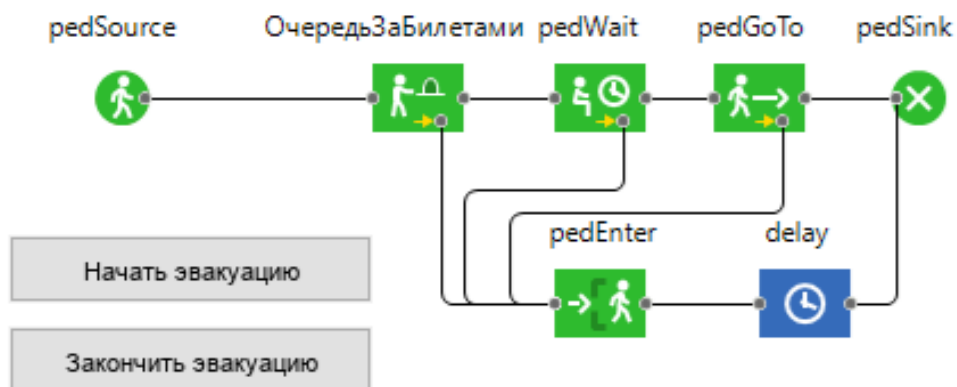 pedSource ОчередьЗаБилетами pedWait pedGoTo pedSink
pedEnter delay
Начать эвакуацию
Закончить эвакуацию